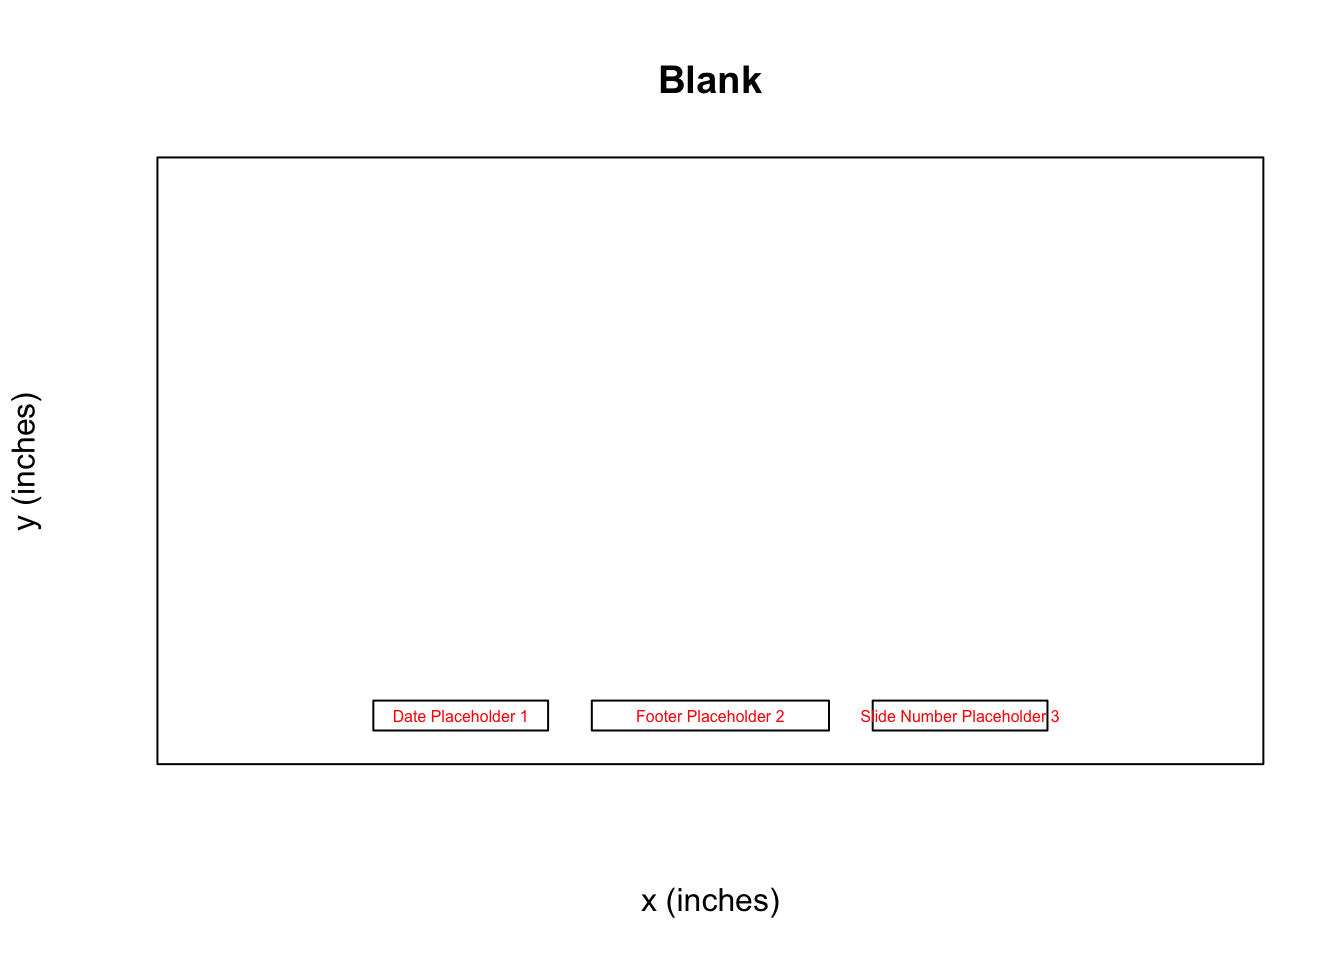 Blank
y (inches)
Date Placeholder 1
Footer Placeholder 2
Slide Number Placeholder 3
x (inches)